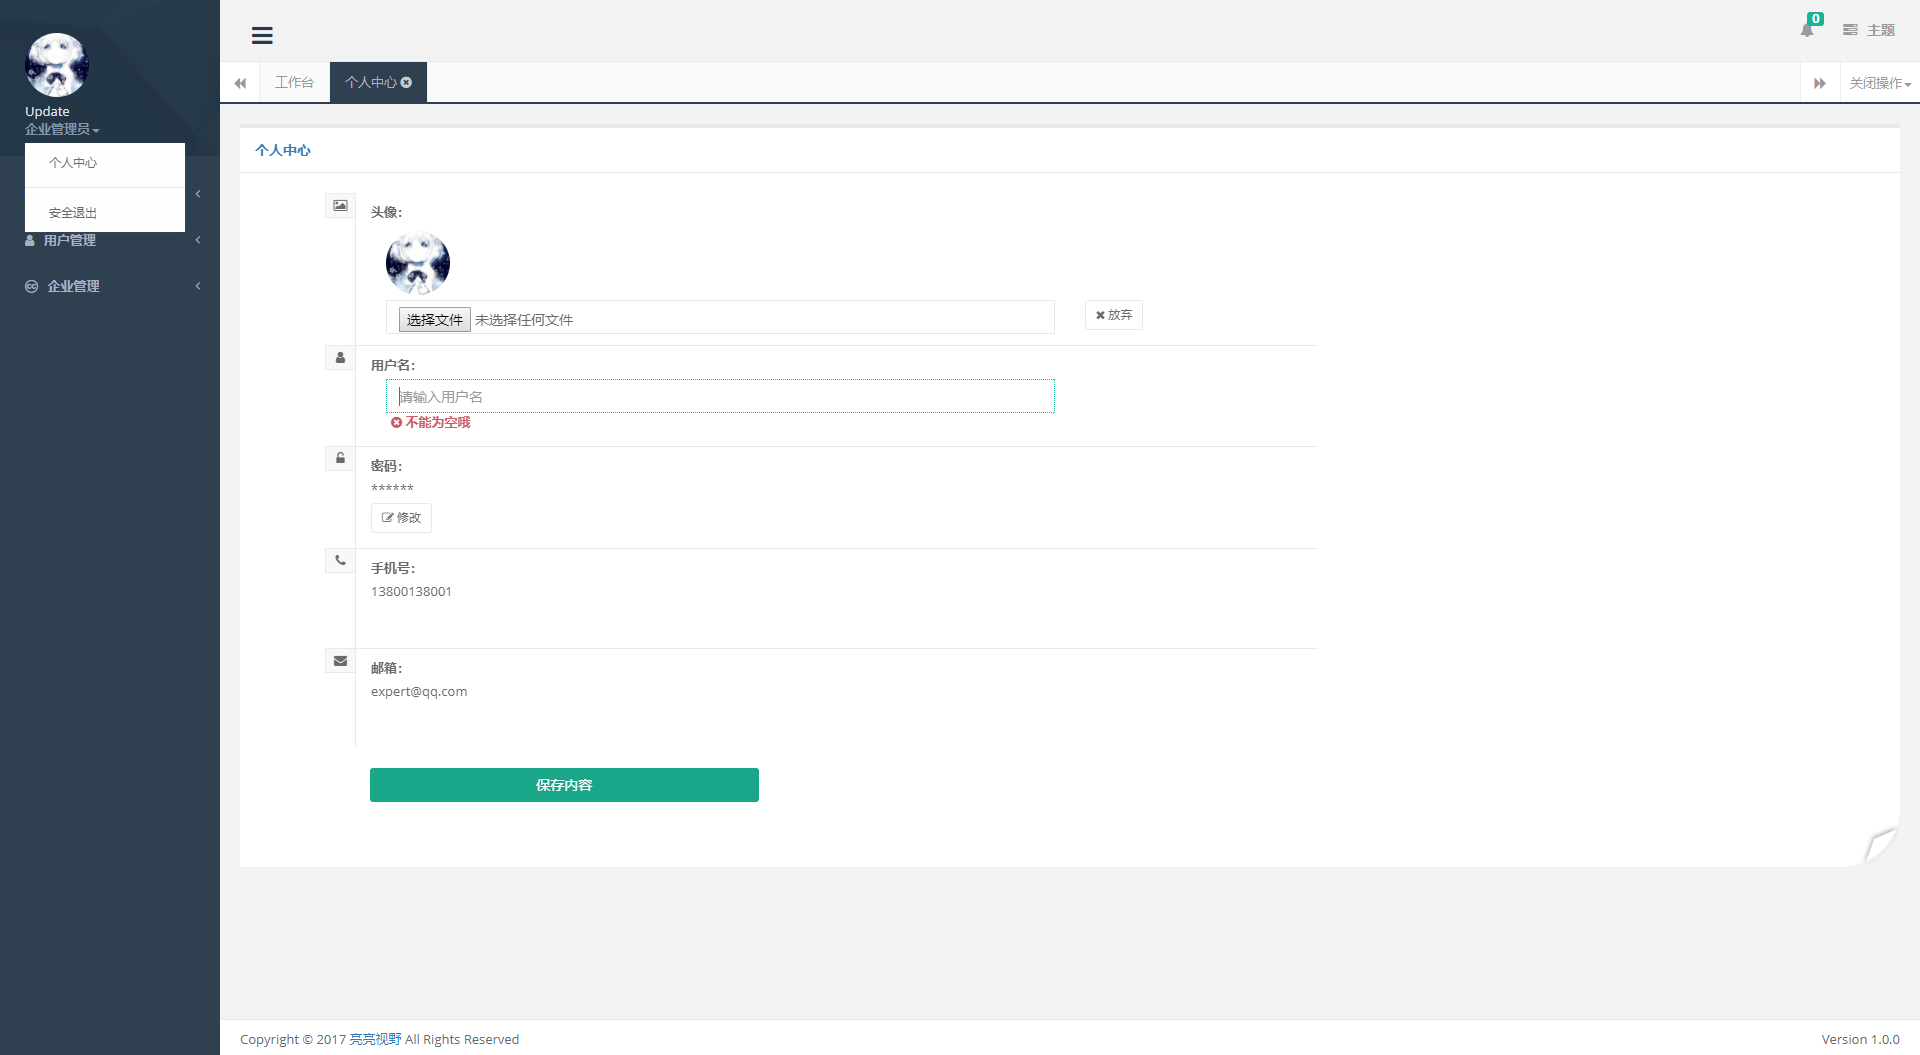 0
主题
工作台
个人中心
关闭操作
Update
企业管理员
个人中心
安全退出
用户管理
企业管理
个人中心
头像：
选择文件 未选择任何文件
放弃
用户名：
请输入用户名
不能为空哦
密码：
******
修改
手机号：
13800138001
邮箱：
expert@qq.com
保存内容
Copyright © 2017 亮亮视野 All Rights Reserved
Version 1.0.0